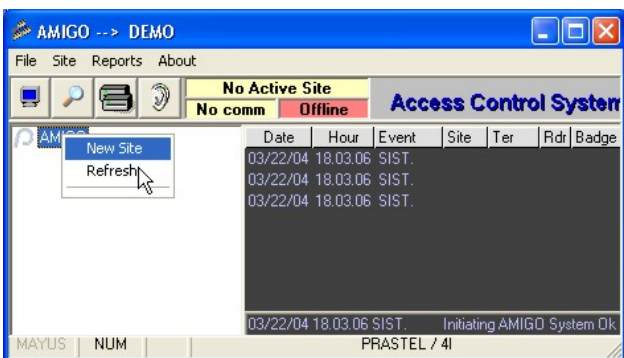 AMIGO --> DEMO
File Site Reports About
No Active Site
No comm Offline
Access Control System
AMIGO
New Site
Refresh
Date Hour Event Site Ter Rdr Badge
03/22/04 18.03.06 SIST.
03/22/04 18.03.06 SIST.
03/22/04 18.03.06 SIST.
03/22/04 18.03.06 SIST. Initiating AMIGO System Ok
MAYUS NUM PRASTEL / 4I